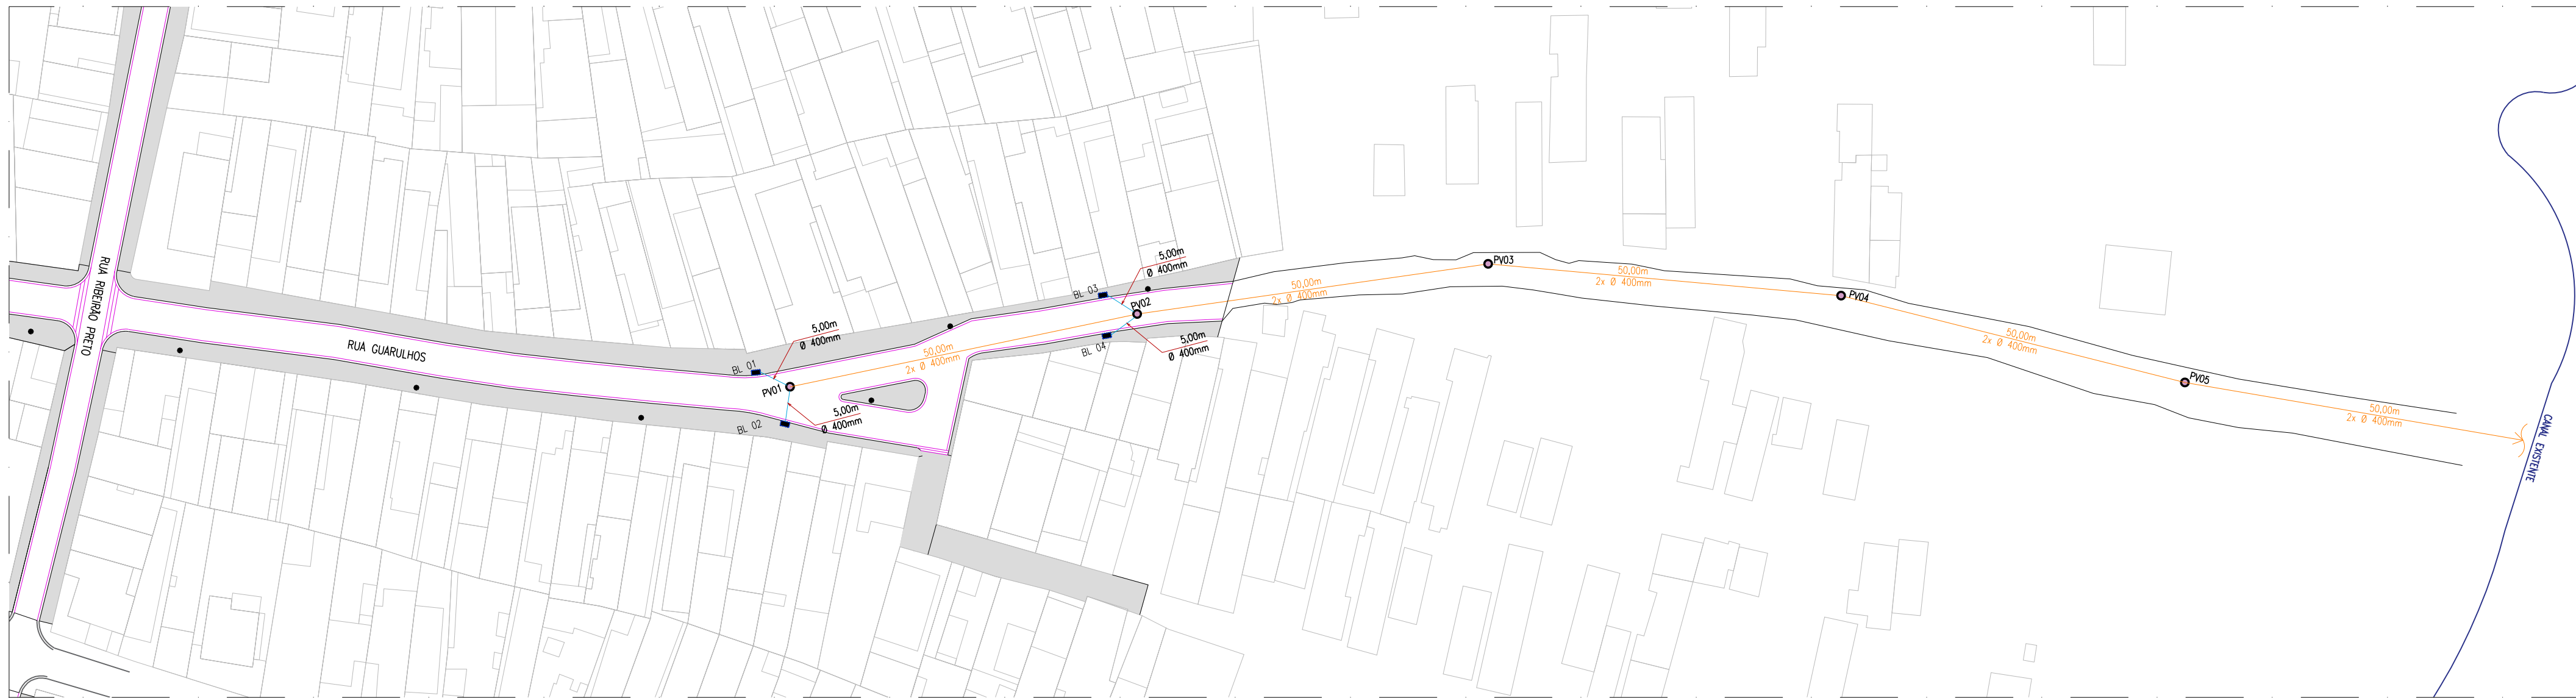 RUA RIBEIRÃO PRETO
RUA GUARULHOS
BL 01
5,00m
Ø 400mm
PV01
BL 02
5,00m
Ø 400mm
50,00m
2x Ø 400mm
BL 03
5,00m
Ø 400mm
PV02
BL 04
5,00m
Ø 400mm
50,00m
2x Ø 400mm
PV03
50,00m
2x Ø 400mm
PV04
50,00m
2x Ø 400mm
PV05
50,00m
2x Ø 400mm
CANAL EXISTENTE